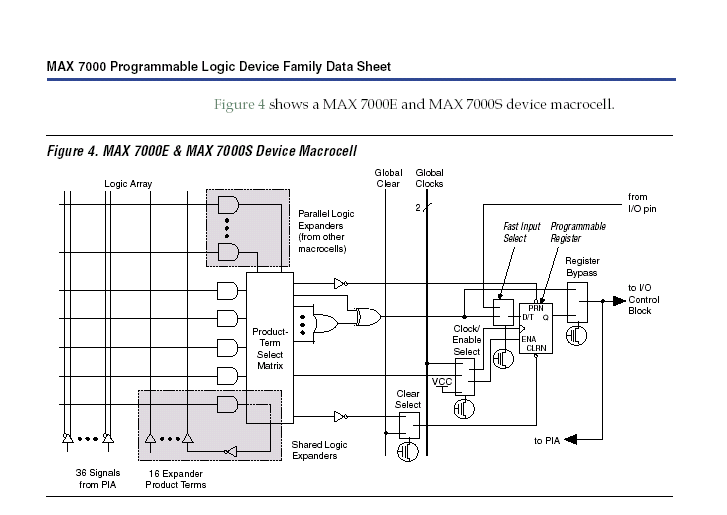 MAX 7000 Programmable Logic Device Family Data Sheet
Figure 4 shows a MAX 7000E and MAX 7000S device macrocell.
Figure 4. MAX 7000E & MAX 7000S Device Macrocell
Global
Clear
Global
Clocks
Logic Array
2
from
I/O pin
Parallel Logic
Expanders
(from other
macrocells)
Fast Input
Select
Programmable
Register
Register
Bypass
to I/O
Control
Block
PRN
D/T Q
ENA
CLRN
Product-
Term
Select
Matrix
Clock/
Enable
Select
VCC
Clear
Select
to PIA
Shared Logic
Expanders
36 Signals
from PIA
16 Expander
Product Terms